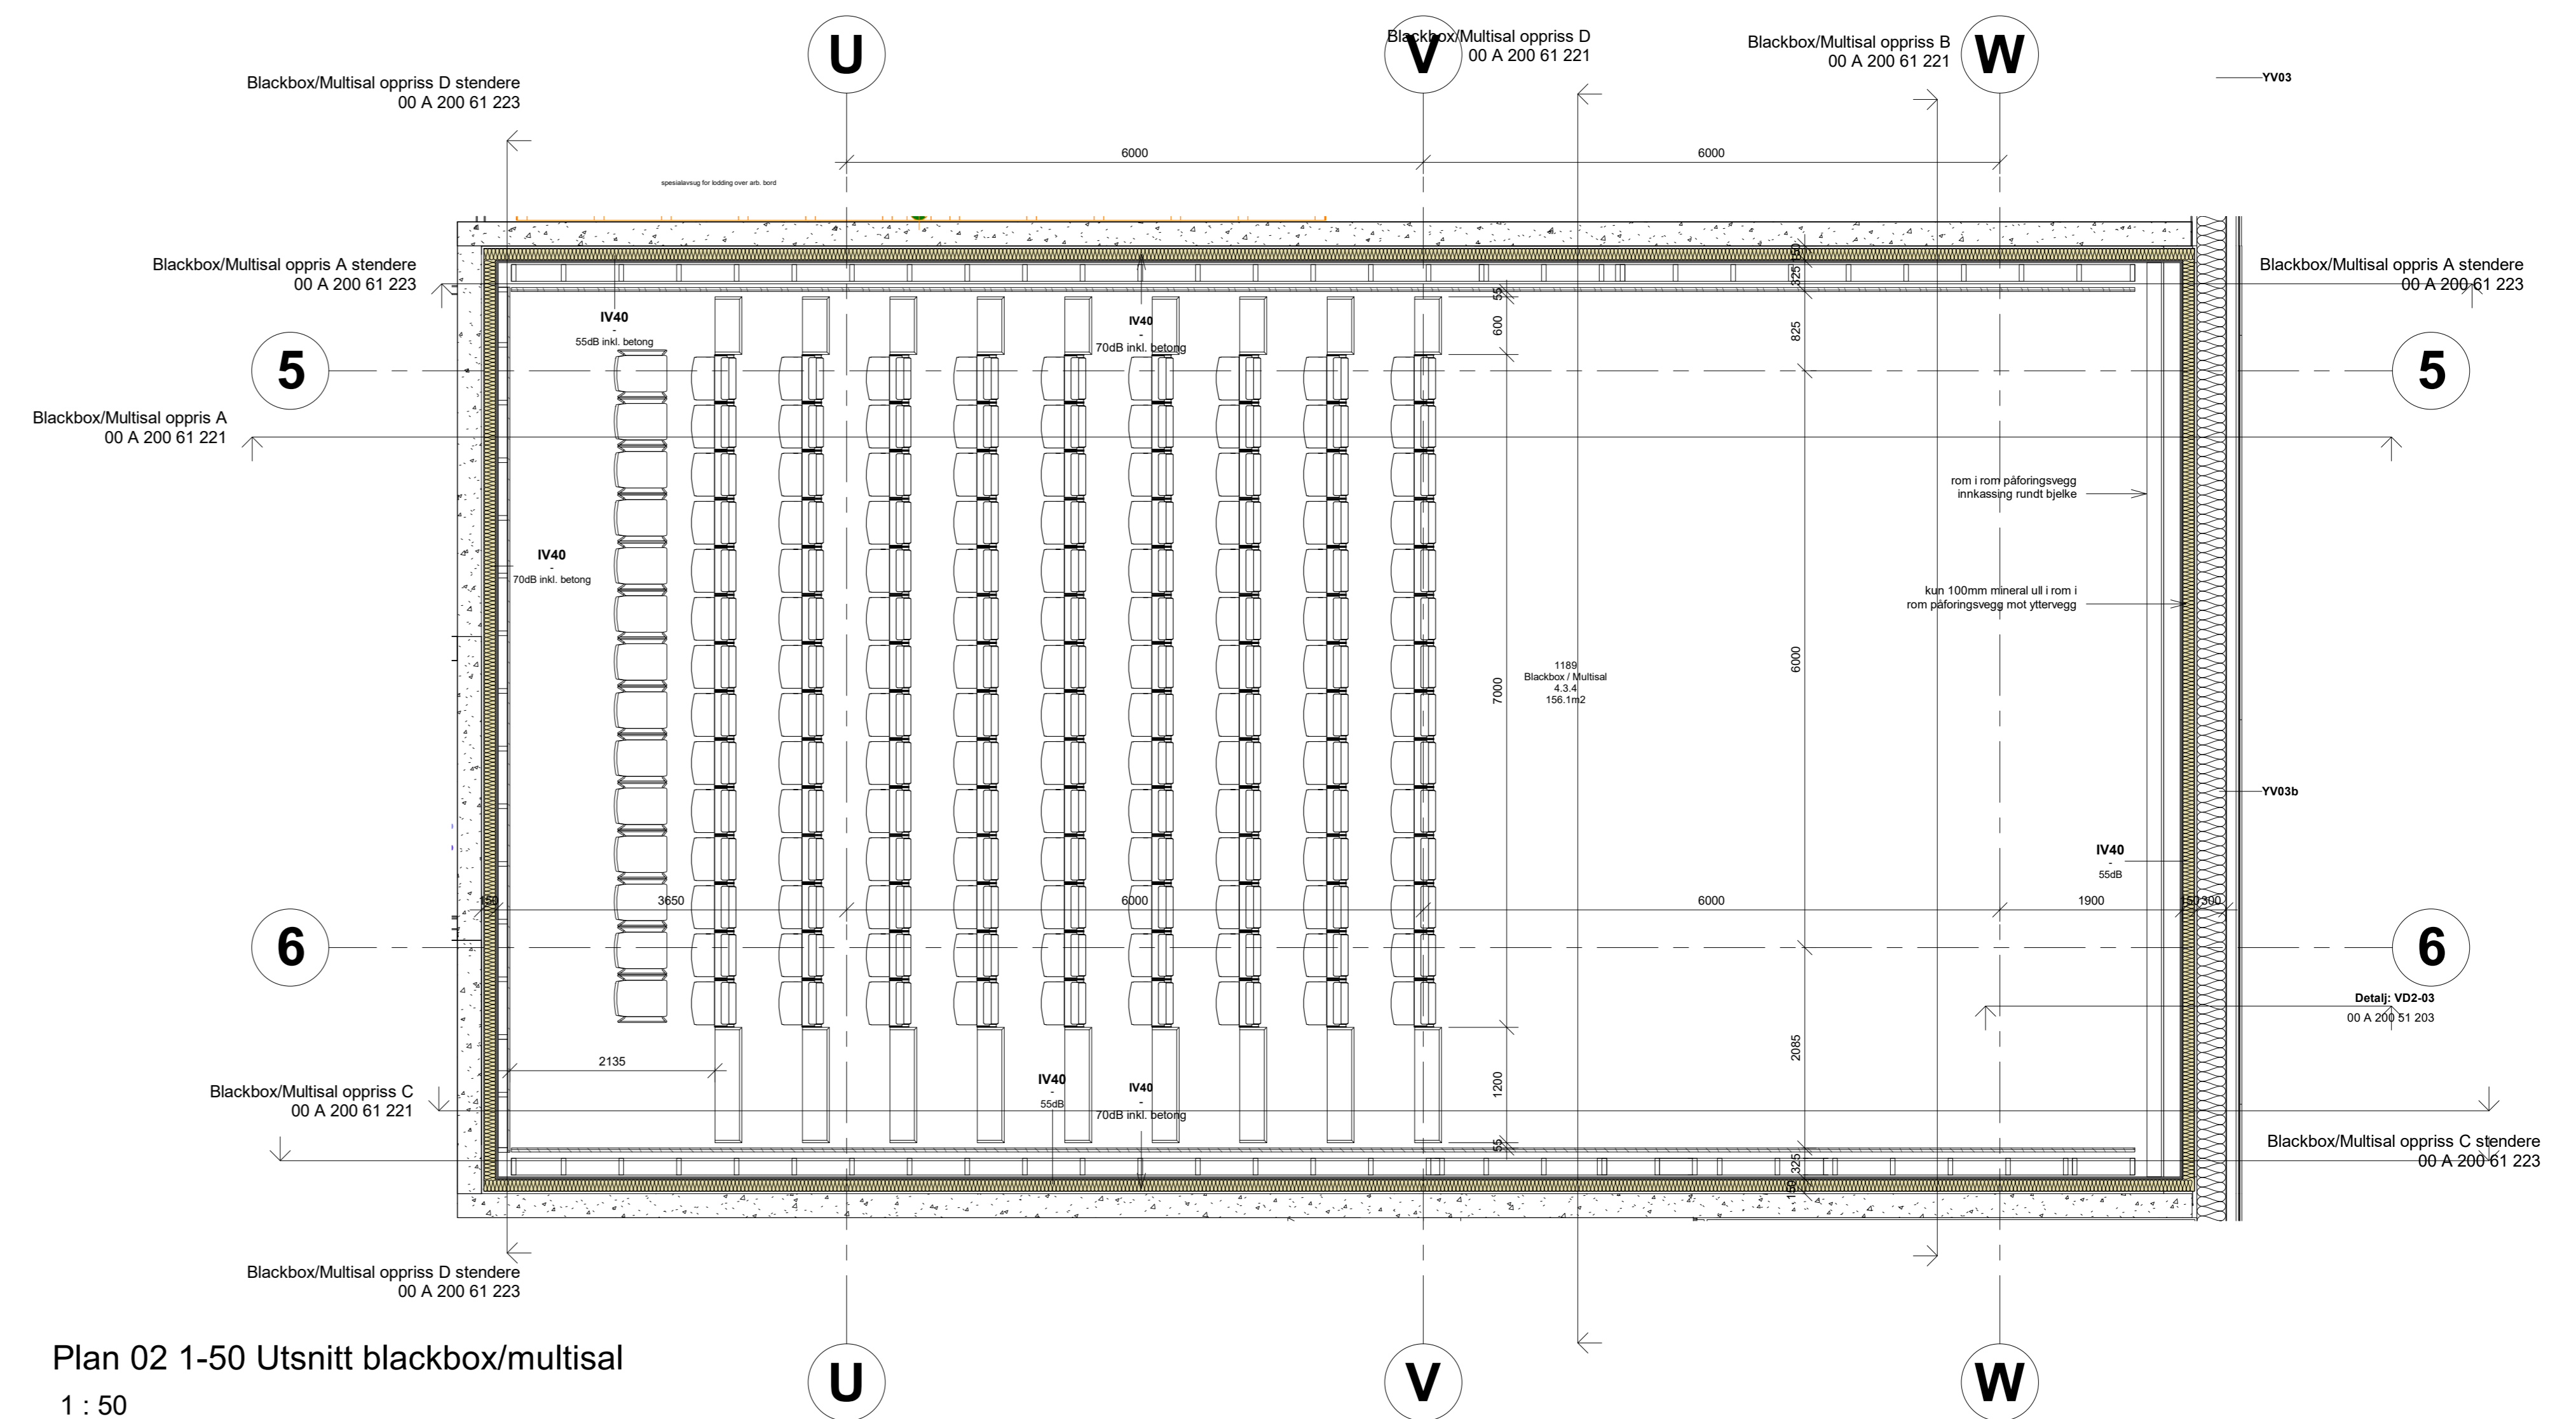 U
V
W
Blackbox/Multisal oppriss D
00 A 200 61 221
Blackbox/Multisal oppriss B
00 A 200 61 221
YV03
Blackbox/Multisal oppriss D stendere
00 A 200 61 223
6000
6000
spesialavsug for lodding over arb. bord
Blackbox/Multisal oppris A stendere
00 A 200 61 223
Blackbox/Multisal oppris A stendere
00 A 200 61 223
150
325
55
IV40
-
55dB inkl. betong
IV40
-
70dB inkl. betong
600
825
5
5
Blackbox/Multisal oppris A
00 A 200 61 221
rom i rom påforingsvegg
innkassing rundt bjelke
IV40
-
70dB inkl. betong
kun 100mm mineral ull i rom i
rom påforingsvegg mot yttervegg
7000
1189
Blackbox / Multisal
4.3.4
156.1m2
6000
YV03b
IV40
-
55dB
150
3650
6000
6000
1900
150
300
6
6
Detalj: VD2-03
00 A 200 51 203
2135
2085
1200
IV40
-
55dB
IV40
-
70dB inkl. betong
Blackbox/Multisal oppriss C
00 A 200 61 221
55
325
150
Blackbox/Multisal oppriss C stendere
00 A 200 61 223
Blackbox/Multisal oppriss D stendere
00 A 200 61 223
Plan 02 1-50 Utsnitt blackbox/multisal
1 : 50
U
V
W